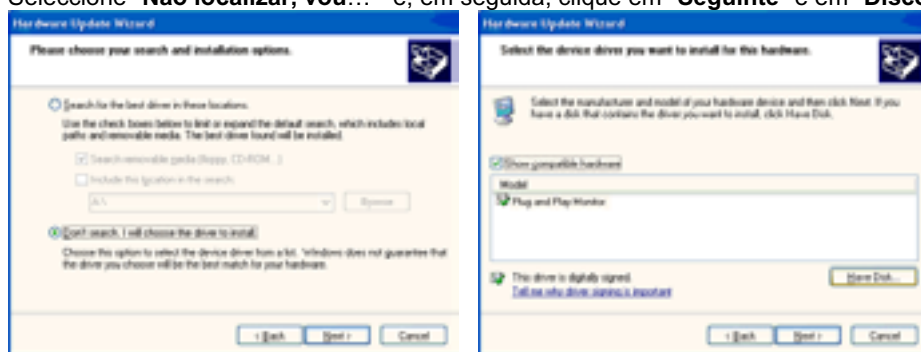 Seleccione "Não localizar, vou…" e, em seguida, clique em "Seguinte" e em "Disco
Hardware Update Wizard
Please choose your search and installation options.
Search for the best driver in these locations.
Use the check boxes below to limit or expand the default search, which includes local
paths and removable media. The best driver found will be installed.
Search removable media (floppy, CD-ROM...)
Include this location in the search:
A:\
Browse
Don't search. I will choose the driver to install.
Choose this option to select the device driver from a list. Windows does not guarantee that
the driver you choose will be the best match for your hardware.
< Back
Next >
Cancel
Hardware Update Wizard
Select the device driver you want to install for this hardware.
Select the manufacturer and model of your hardware device and then click Next. If you
have a disk that contains the driver you want to install, click Have Disk.
Show compatible hardware
Model
Plug and Play Monitor
This driver is digitally signed.
Tell me why driver signing is important
Have Disk...
< Back
Next >
Cancel